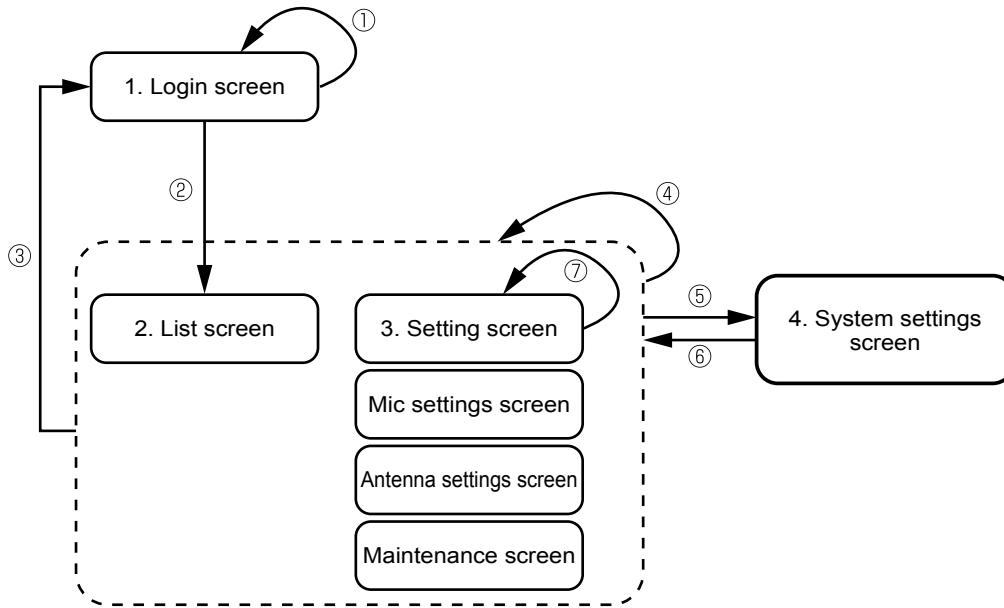 ①
1. Login screen
②
④
③
⑦
2. List screen
3. Setting screen
⑤
4. System settings
screen
⑥
Mic settings screen
Antenna settings screen
Maintenance screen